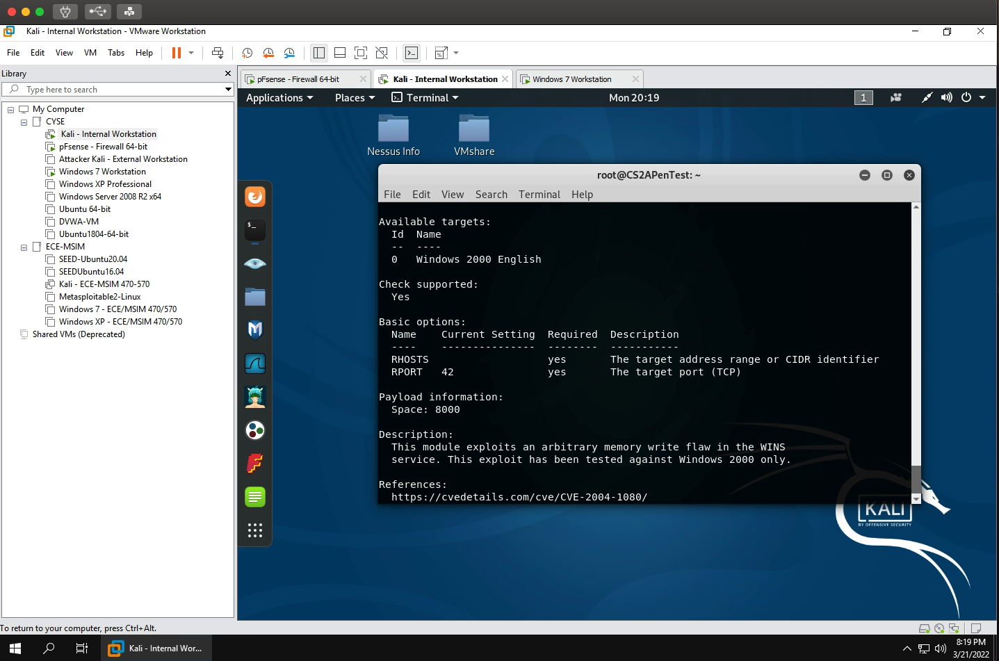 Kali - Internal Workstation - VMware Workstation
File Edit View VM Tabs Help
Library
Type here to search
My Computer
CYSE
Kali - Internal Workstation
pFsense - Firewall 64-bit
Attacker Kali - External Workstation
Windows 7 Workstation
Windows XP Professional
Windows Server 2008 R2 x64
Ubuntu 64-bit
DVWA-VM
Ubuntu1804-64-bit
ECE-MSIM
SEED-Ubuntu20.04
SEEDUbuntu16.04
Kali - ECE-MSIM 470-570
Metasploitable2-Linux
Windows 7 - ECE/MSIM 470/570
Windows XP - ECE/MSIM 470/570
Shared VMs (Deprecated)
pFsense - Firewall 64-bit Kali - Internal Workstation Windows 7 Workstation
Applications Places Terminal Mon 20:19 1
Nessus Info VMshare
root@CS2APenTest: ~
File Edit View Search Terminal Help
Available targets:
Id Name
-- ----
0 Windows 2000 English
Check supported:
Yes
Basic options:
Name Current Setting Required Description
---- --------------- -------- -----------
RHOSTS yes The target address range or CIDR identifier
RPORT 42 yes The target port (TCP)
Payload information:
Space: 8000
Description:
This module exploits an arbitrary memory write flaw in the WINS
service. This exploit has been tested against Windows 2000 only.
References:
https://cvedetails.com/cve/CVE-2004-1080/
KALI
BY OFFENSIVE SECURITY
To return to your computer, press Ctrl+Alt.
Kali - Internal Wor...
8:19 PM
3/21/2022